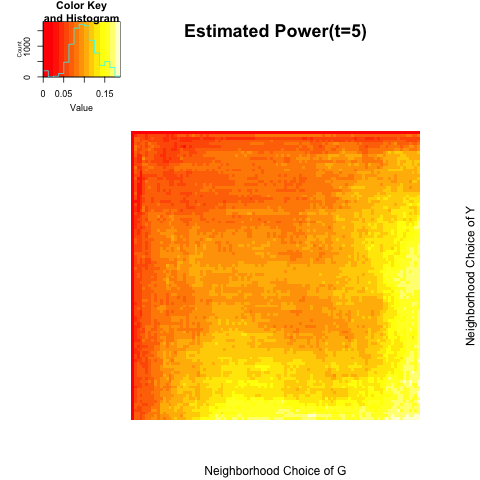 Color Key
and Histogram
Estimated Power(t=5)
Count
0
1000
0
0.05
0.15
Value
Neighborhood Choice of Y
Neighborhood Choice of G